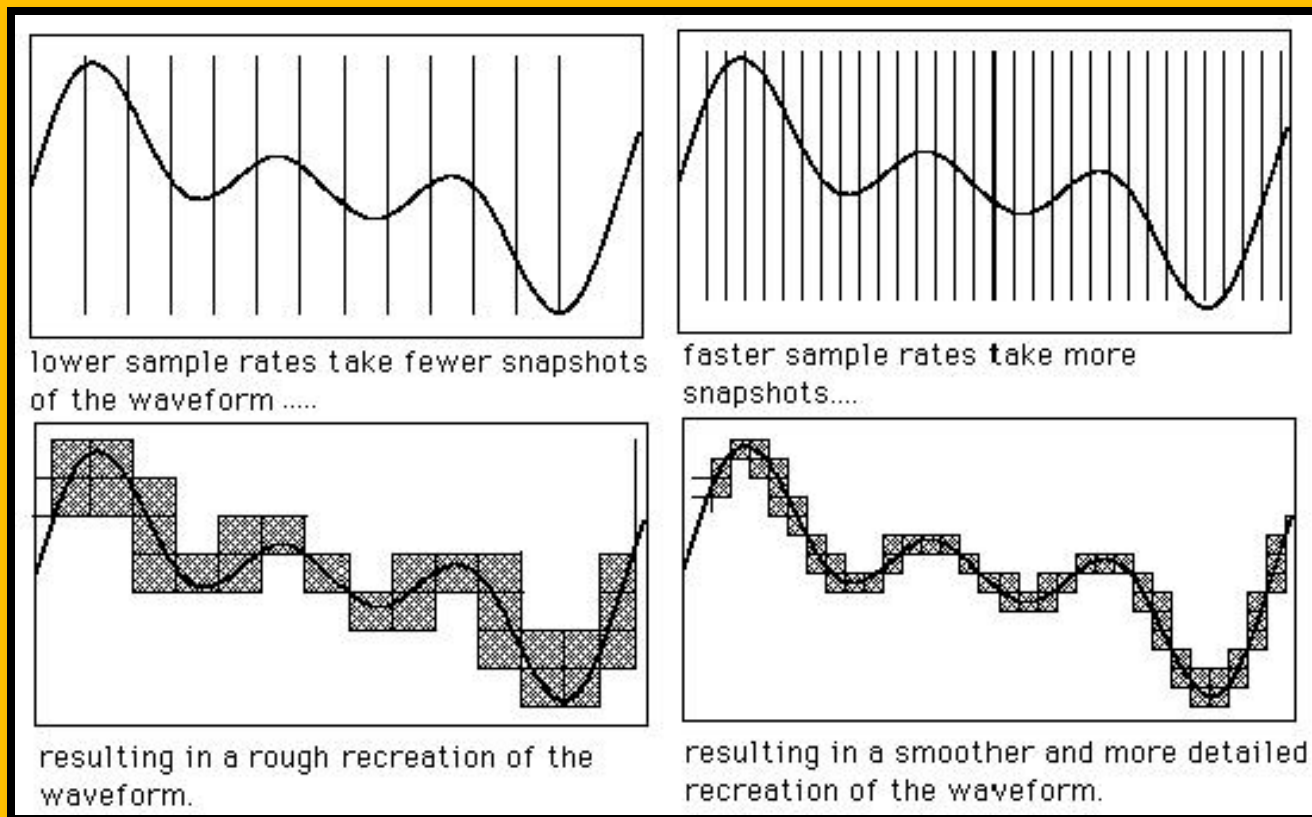 lower sample rates take fewer snapshots
of the waveform .....
faster sample rates take more
snapshots....
resulting in a rough recreation of the
waveform.
resulting in a smoother and more detailed
recreation of the waveform.